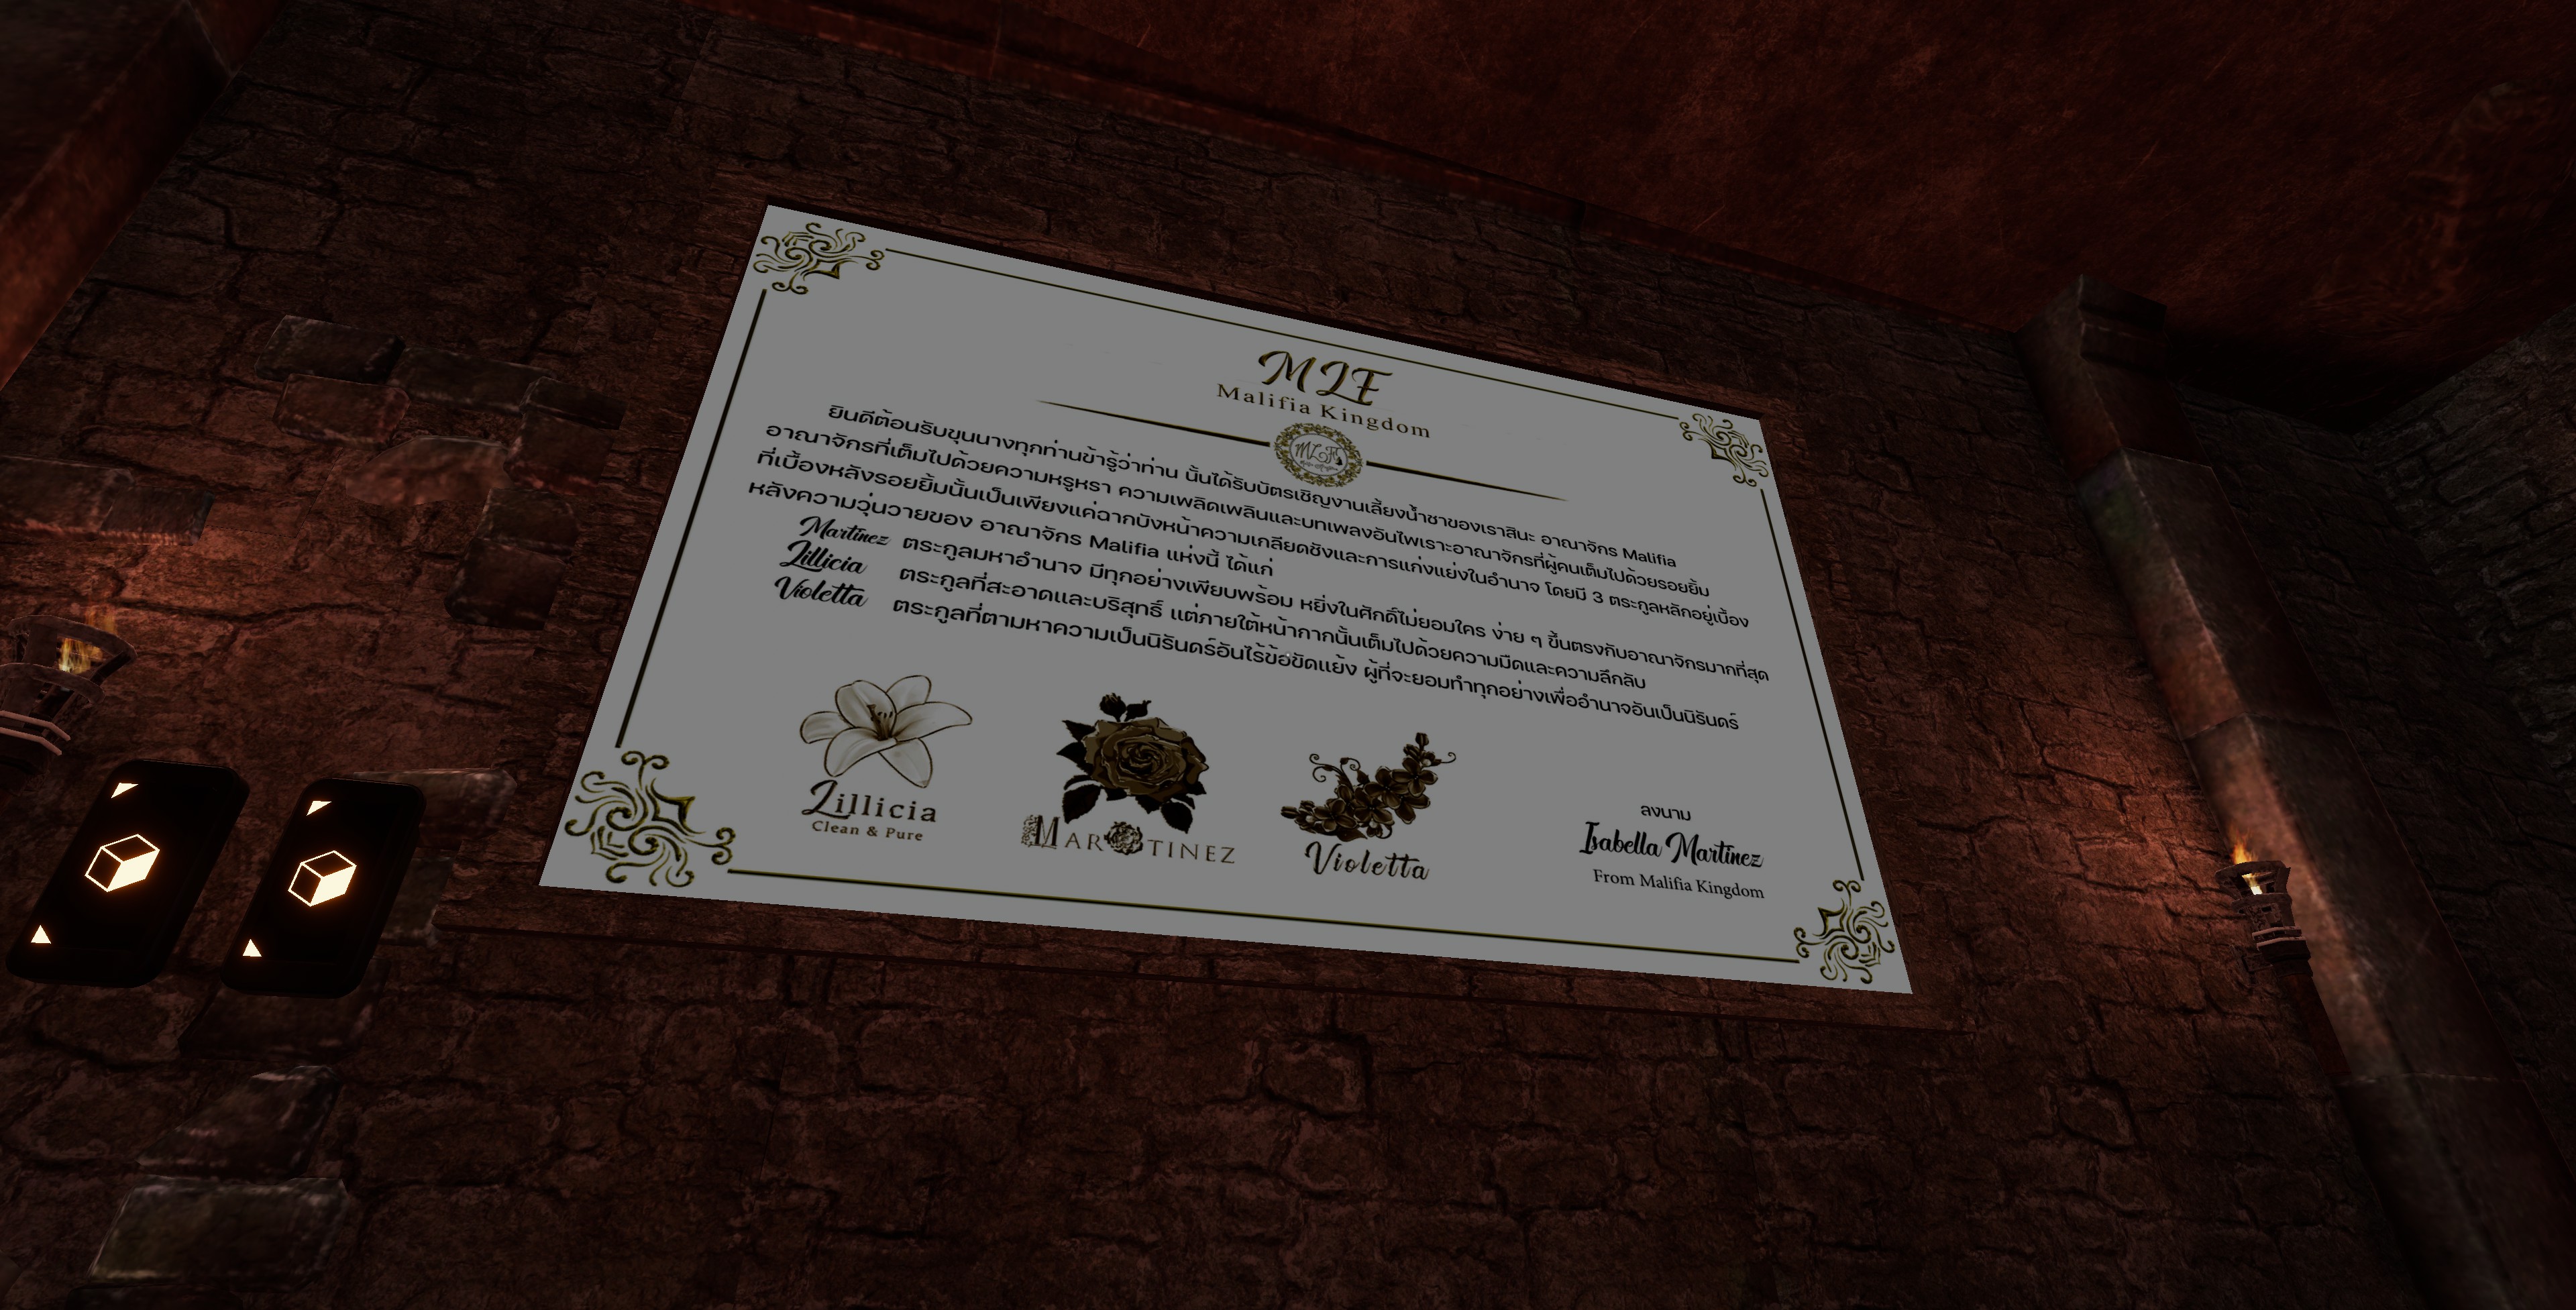 MLF
Malifia Kingdom
MLF
ยินดีต้อนรับขุนนางทุกท่านข้ารู้ว่าท่าน นั้นได้รับบัตรเชิญงานเลี้ยงน้ำชาของเราสินะ อาณาจักร Malifia
อาณาจักรที่เต็มไปด้วยความหรูหรา ความเพลิดเพลินและบทเพลงอันไพเราะอาณาจักรที่ผู้คนเต็มไปด้วยรอยยิ้ม
ที่เบื้องหลังรอยยิ้มนั้นเป็นเพียงแค่ฉากบังหน้าความเกลียดชังและการแก่งแย่งในอำนาจ โดยมี 3 ตระกูลหลักอยู่เบื้อง
หลังความวุ่นวายของ อาณาจักร Malifia แห่งนี้ ได้แก่
Martinez ตระกูลมหาอำนาจ มีทุกอย่างเพียบพร้อม หยิ่งในศักดิ์ไม่ยอมใคร ง่าย ๆ ขึ้นตรงกับอาณาจักรมากที่สุด
Lillicia ตระกูลที่สะอาดและบริสุทธิ์ แต่ภายใต้หน้ากากนั้นเต็มไปด้วยความมืดและความลึกลับ
Violetta ตระกูลที่ตามหาความเป็นนิรันดร์อันไร้ข้อขัดแย้ง ผู้ที่จะยอมทำทุกอย่างเพื่ออำนาจอันเป็นนิรันดร์
Lillicia
Clean & Pure
MARTINEZ
Violetta
ลงนาม
Isabella Martinez
From Malifia Kingdom